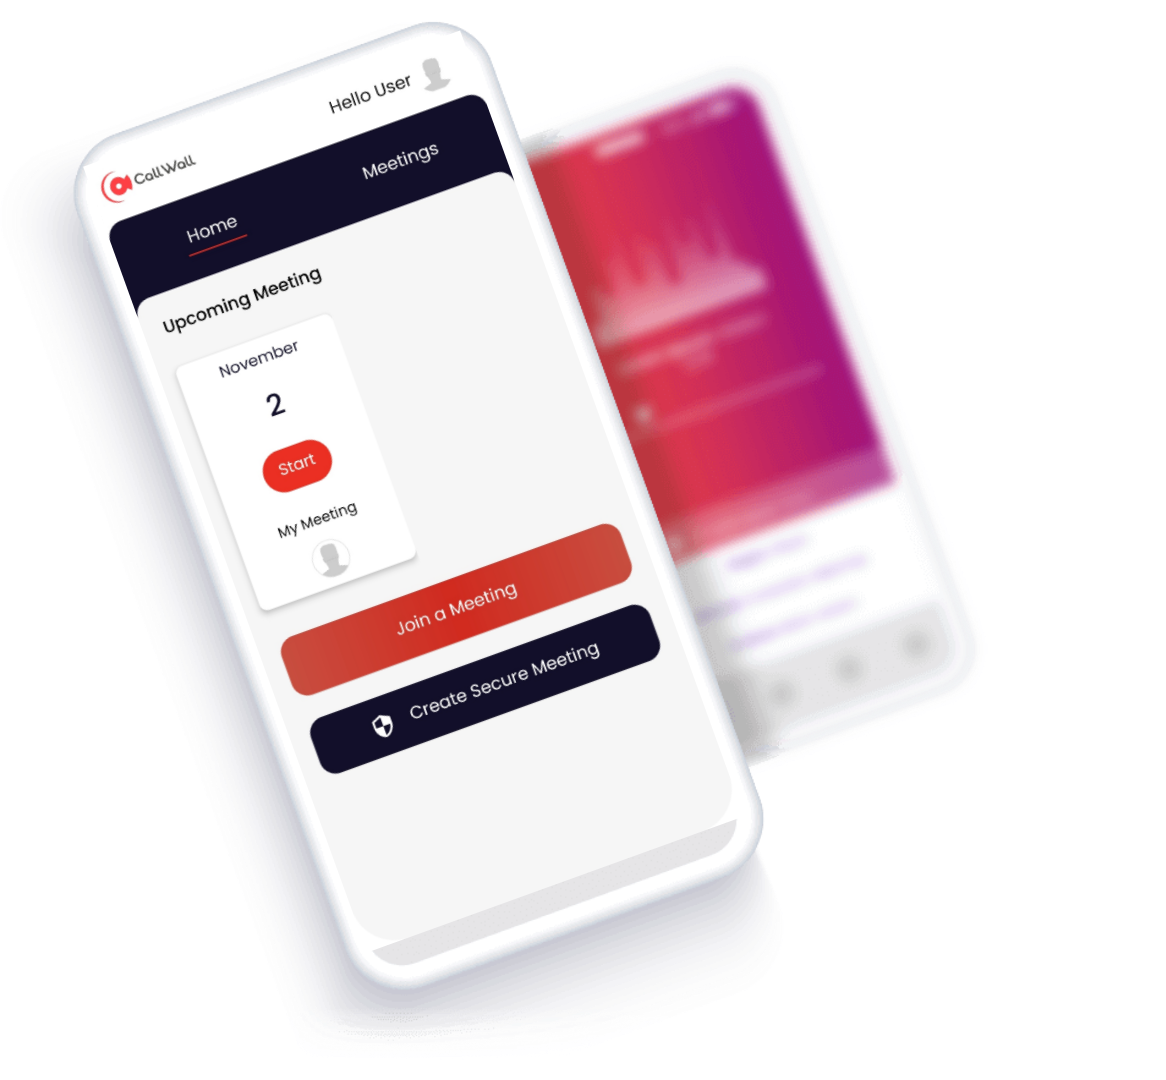 Hello User
CallWall
Home
Meetings
Upcoming Meeting
November
2
Start
My Meeting
Join a Meeting
Create Secure Meeting